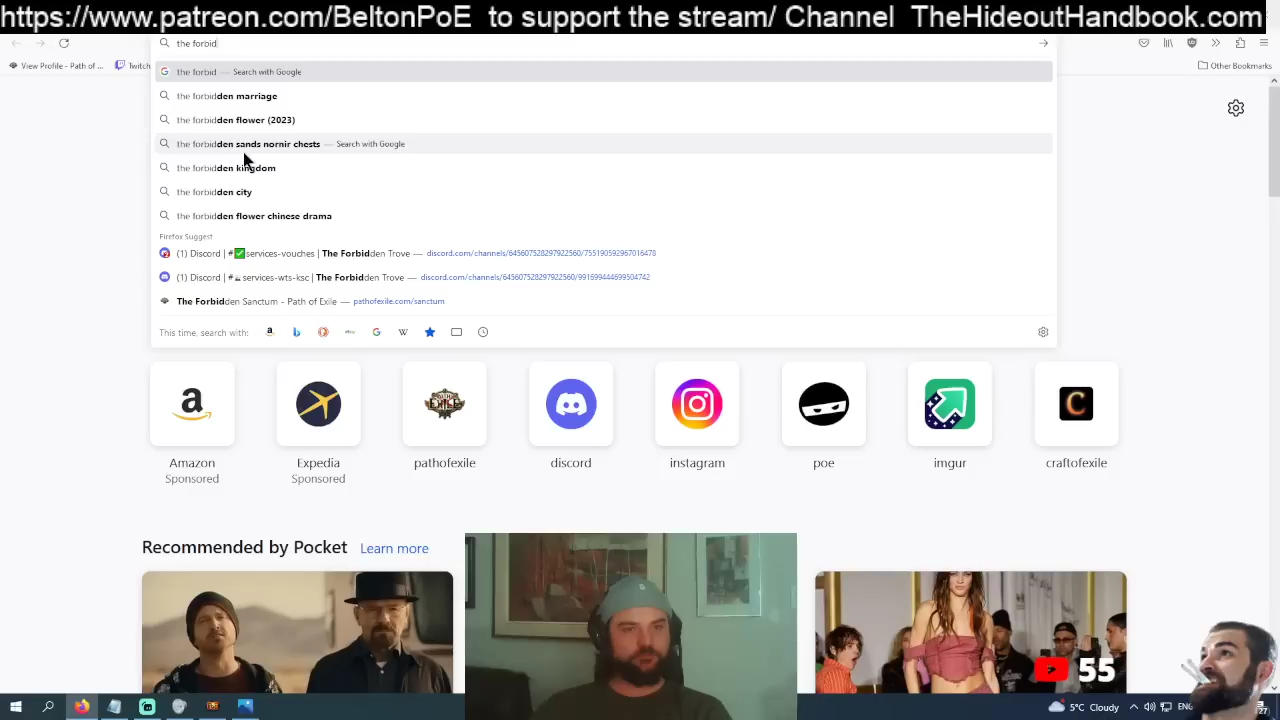 https://www.patreon.com/BeltonPoE to support the stream/ Channel TheHideoutHandbook.com
the forbid
View Profile - Path of ...
Twitch
Other Bookmarks
the forbid — Search with Google
the forbidden marriage
the forbidden flower (2023)
the forbidden sands nornir chests — Search with Google
the forbidden kingdom
the forbidden city
the forbidden flower chinese drama
Firefox Suggest
(1) Discord | #✅services-vouches | The Forbidden Trove — discord.com/channels/645607528297922560/755190592967016478
(1) Discord | #services-wts-ksc | The Forbidden Trove — discord.com/channels/645607528297922560/991699444699504742
The Forbidden Sanctum - Path of Exile — pathofexile.com/sanctum
This time, search with:
Amazon
Sponsored
Expedia
Sponsored
pathofexile
discord
instagram
poe
imgur
craftofexile
Recommended by Pocket Learn more
55
5°C Cloudy
ENG
27